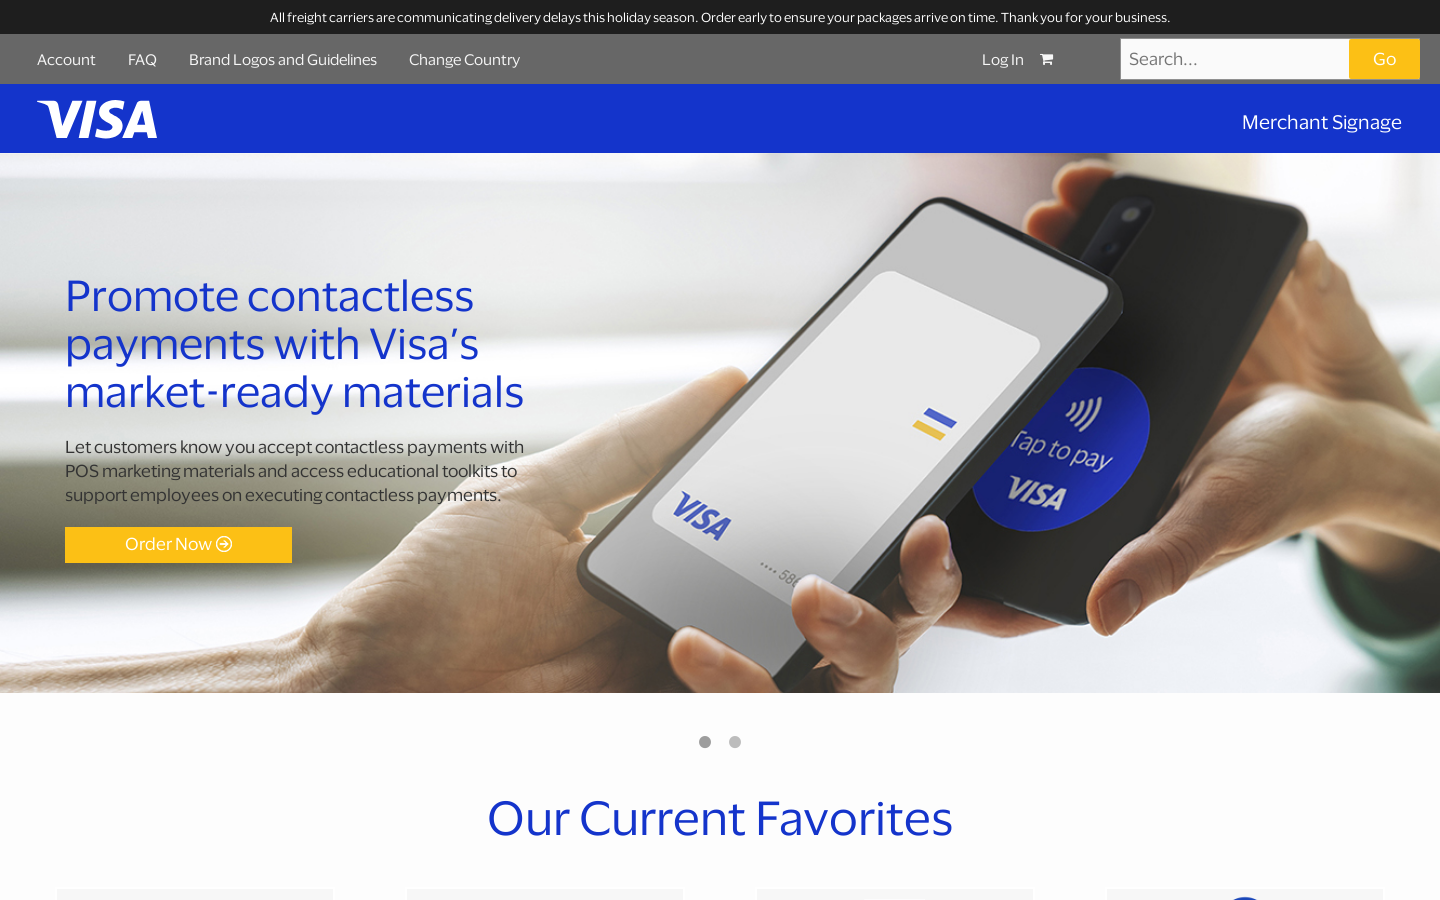 All freight carriers are communicating delivery delays this holiday season. Order early to ensure your packages arrive on time. Thank you for your business.
Account FAQ Brand Logos and Guidelines Change Country Log In Search... Go
VISA Merchant Signage
Promote contactless
payments with Visa's
market-ready materials
Let customers know you accept contactless payments with
POS marketing materials and access educational toolkits to
support employees on executing contactless payments.
Order Now
Tap to pay
VISA
VISA
Our Current Favorites